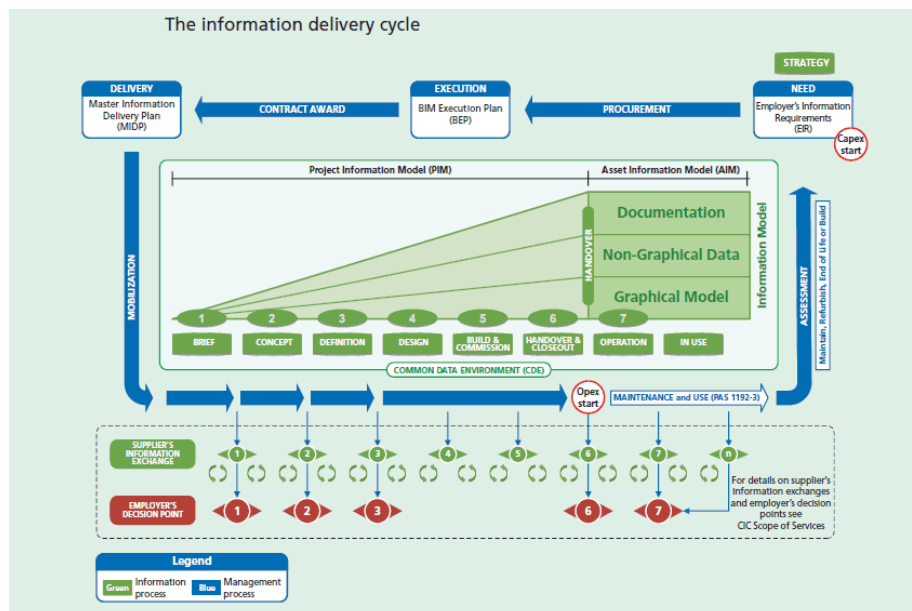 The information delivery cycle
STRATEGY
DELIVERY
Master Information
Delivery Plan
(MIDP)
CONTRACT AWARD
EXECUTION
BIM Execution Plan
(BEP)
PROCUREMENT
NEED
Employer's Information
Requirements
(EIR)
Capex
start
Project Information Model (PIM)
Asset Information Model (AIM)
MOBILIZATION
HANDOVER
Documentation
Non-Graphical Data
Graphical Model
Information Model
ASSESSMENT
Maintain, Refurbish, End of Life or Build
1 2 3 4 5 6 7
BRIEF
CONCEPT
DEFINITION
DESIGN
BUILD &
COMMISSION
HANDOVER &
CLOSEOUT
OPERATION
IN USE
COMMON DATA ENVIRONMENT (CDE)
Opex
start
MAINTENANCE and USE (PAS 1192-3)
SUPPLIER'S
INFORMATION
EXCHANGE
1 2 3 4 5 6 7 n
EMPLOYER'S
DECISION POINT
1 2 3 6 7
For details on supplier's
information exchanges
and employer's decision
points see
CIC Scope of Services
Legend
Green Information
process
Blue Management
process